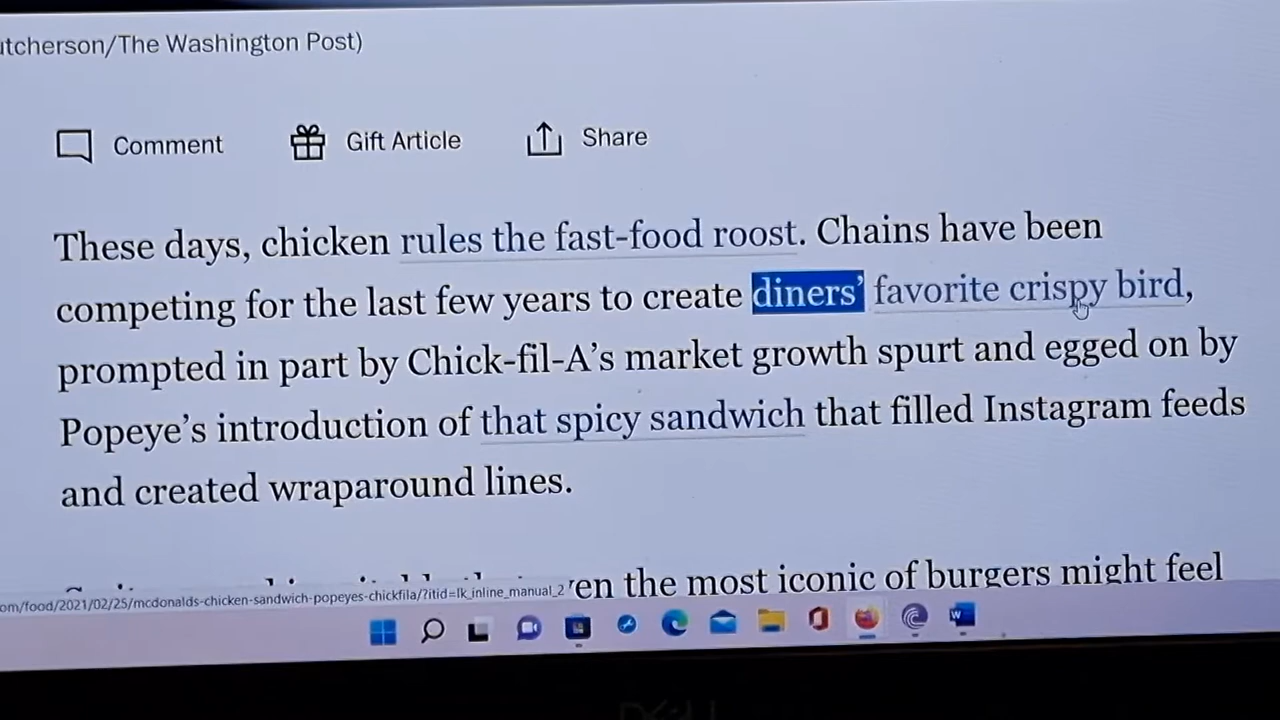 utcherson/The Washington Post)
Comment Gift Article Share
These days, chicken rules the fast-food roost. Chains have been
competing for the last few years to create diners’ favorite crispy bird,
prompted in part by Chick-fil-A’s market growth spurt and egged on by
Popeye’s introduction of that spicy sandwich that filled Instagram feeds
and created wraparound lines.
the most iconic of burgers might feel
om/food/2021/02/25/mcdonalds-chicken-sandwich-popeyes-chickfila/?itid=lk_inline_manual_2